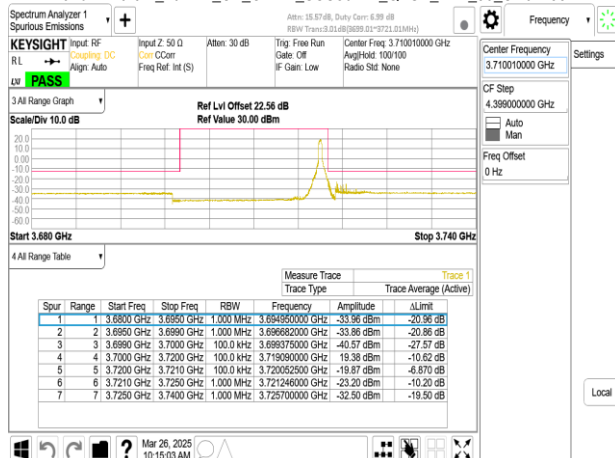 Spectrum Analyzer 1
Spurious Emissions
Attn: 15.57dB, Duty Corr: 6.99 dB
RBW Trans:3.01dB(3699.01~3721.01MHz)
Frequency
Settings
KEYSIGHT
RL
PASS
Input: RF
Coupling: DC
Align: Auto
Input Z: 50 Ω
Corr: CCorr
Freq Ref: Int (S)
Atten: 30 dB
Trig: Free Run
Gate: Off
IF Gain: Low
Center Freq: 3.710010000 GHz
Avg|Hold: 100/100
Radio Std: None
Center Frequency
3.710010000 GHz
CF Step
4.399000000 GHz
Auto
Man
Freq Offset
0 Hz
3 All Range Graph
Scale/Div 10.0 dB
Ref Lvl Offset 22.56 dB
Ref Value 30.00 dBm
20.0
10.0
0.00
-10.0
-20.0
-30.0
-40.0
-50.0
-60.0
Start 3.680 GHz
Stop 3.740 GHz
4 All Range Table
Measure Trace Trace 1
Trace Type Trace Average (Active)
Spur Range Start Freq Stop Freq RBW Frequency Amplitude ΔLimit
1 1 3.6800 GHz 3.6950 GHz 1.000 MHz 3.694950000 GHz -33.96 dBm -20.96 dB
2 2 3.6950 GHz 3.6990 GHz 1.000 MHz 3.696682000 GHz -33.86 dBm -20.86 dB
3 3 3.6990 GHz 3.7000 GHz 100.0 kHz 3.699375000 GHz -40.57 dBm -27.57 dB
4 4 3.7000 GHz 3.7200 GHz 100.0 kHz 3.719090000 GHz 19.38 dBm -10.62 dB
5 5 3.7200 GHz 3.7210 GHz 100.0 kHz 3.720052500 GHz -19.87 dBm -6.870 dB
6 6 3.7210 GHz 3.7250 GHz 1.000 MHz 3.721246000 GHz -23.20 dBm -10.20 dB
7 7 3.7250 GHz 3.7400 GHz 1.000 MHz 3.725700000 GHz -32.50 dBm -19.50 dB
Local
Mar 26, 2025
10:15:03 AM